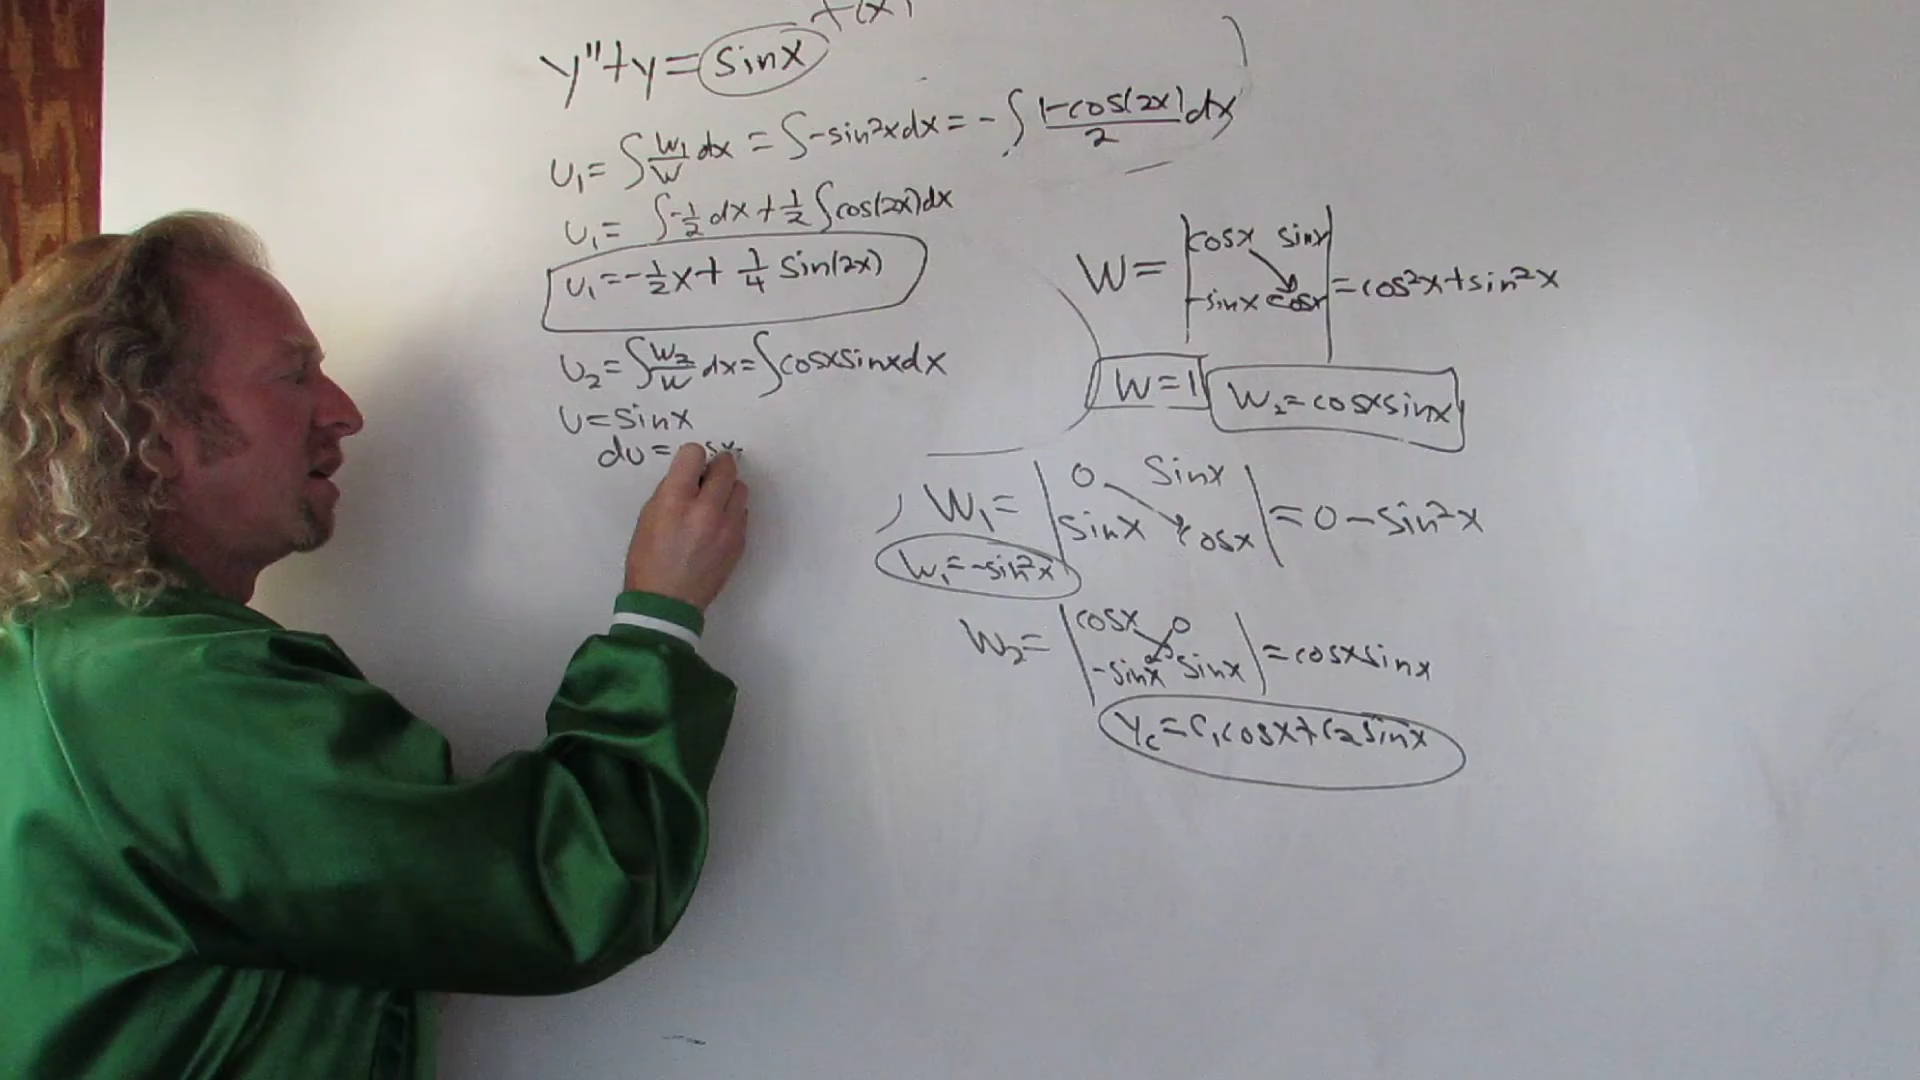 y''+y=sinx f(x)
u₁=∫W₁/W dx=∫-sin²xdx=-∫(1-cos(2x))/2 dx
u₁=∫-1/2 dx+1/2∫cos(2x)dx
u₁=-1/2x+1/4 sin(2x)
u₂=∫W₂/W dx=∫cosxsinxdx
u=sinx
du=cosx
W=|cosx sinx
-sinx cosx|=cos²x+sin²x
W=1 W₂=cosxsinx
W₁=|0 sinx
sinx cosx|=0-sin²x
W₁=-sin²x
W₂=|cosx 0
-sinx sinx|=cosxsinx
Yc=C₁cosx+C₂sinx